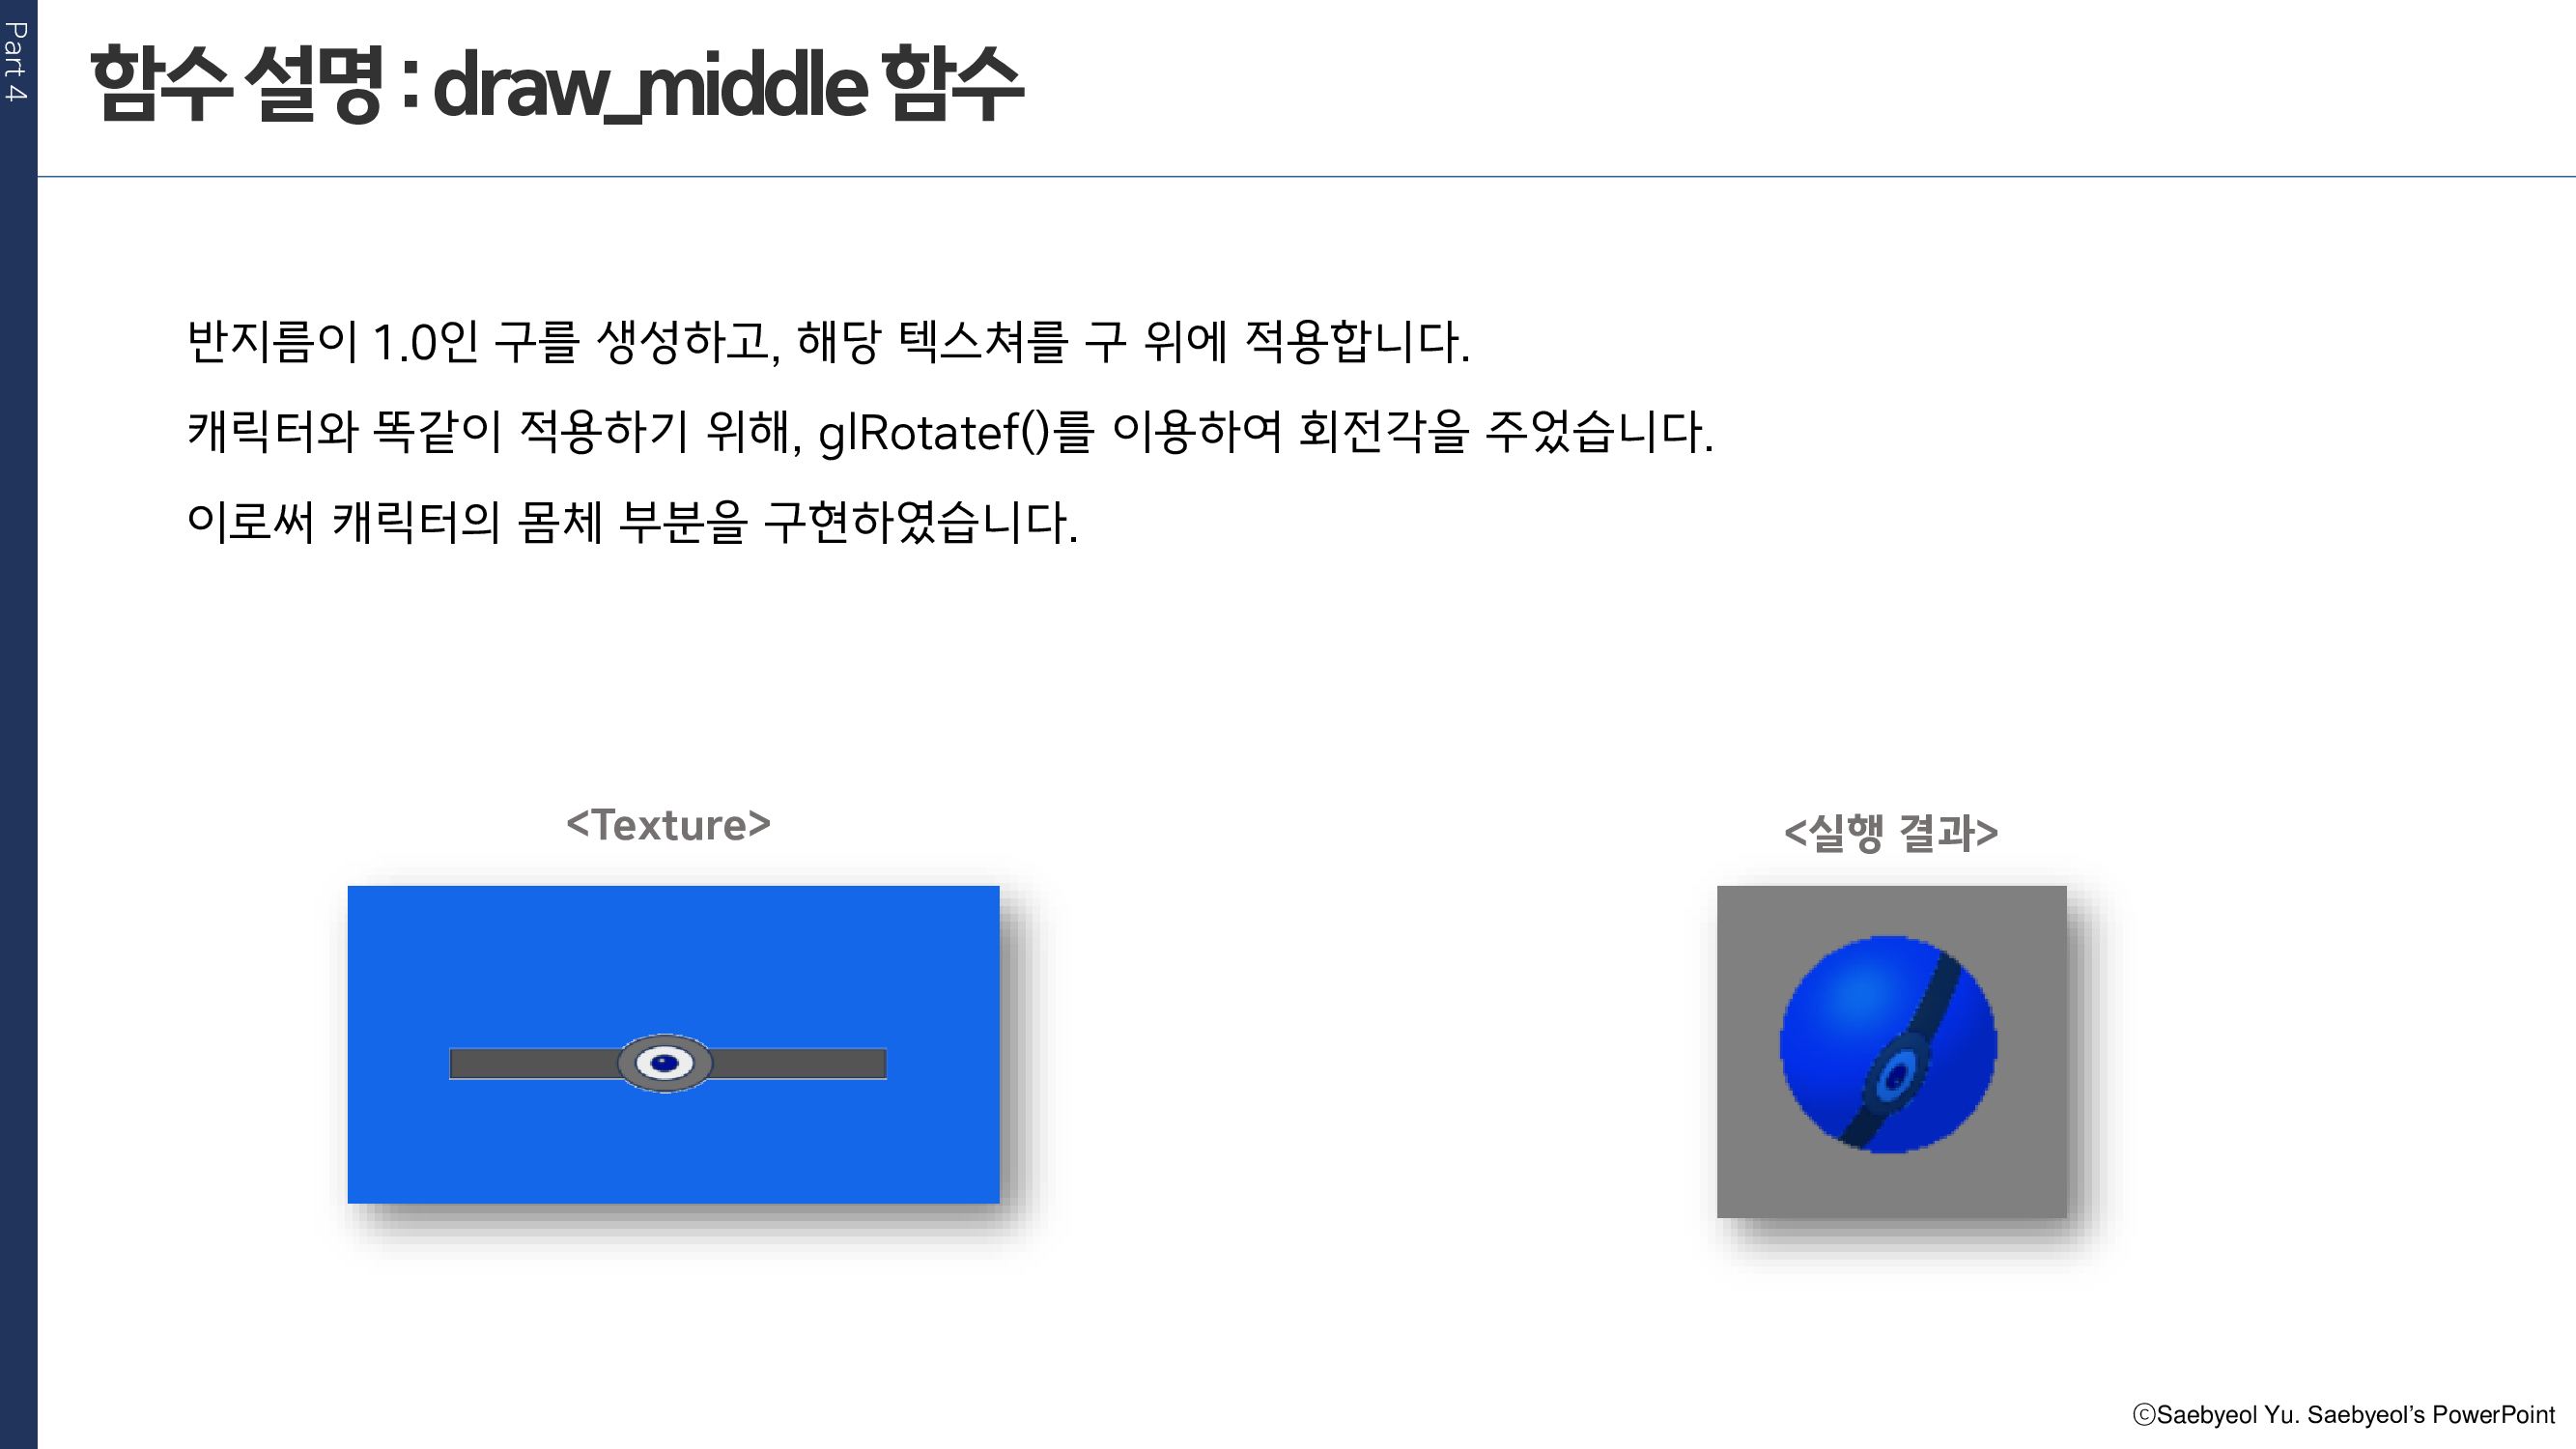 Part 4
함수 설명 : draw_middle 함수
반지름이 1.0인 구를 생성하고, 해당 텍스쳐를 구 위에 적용합니다.
캐릭터와 똑같이 적용하기 위해, glRotatef()를 이용하여 회전각을 주었습니다.
이로써 캐릭터의 몸체 부분을 구현하였습니다.
<Texture>
<실행 결과>
ⓒSaebyeol Yu. Saebyeol’s PowerPoint